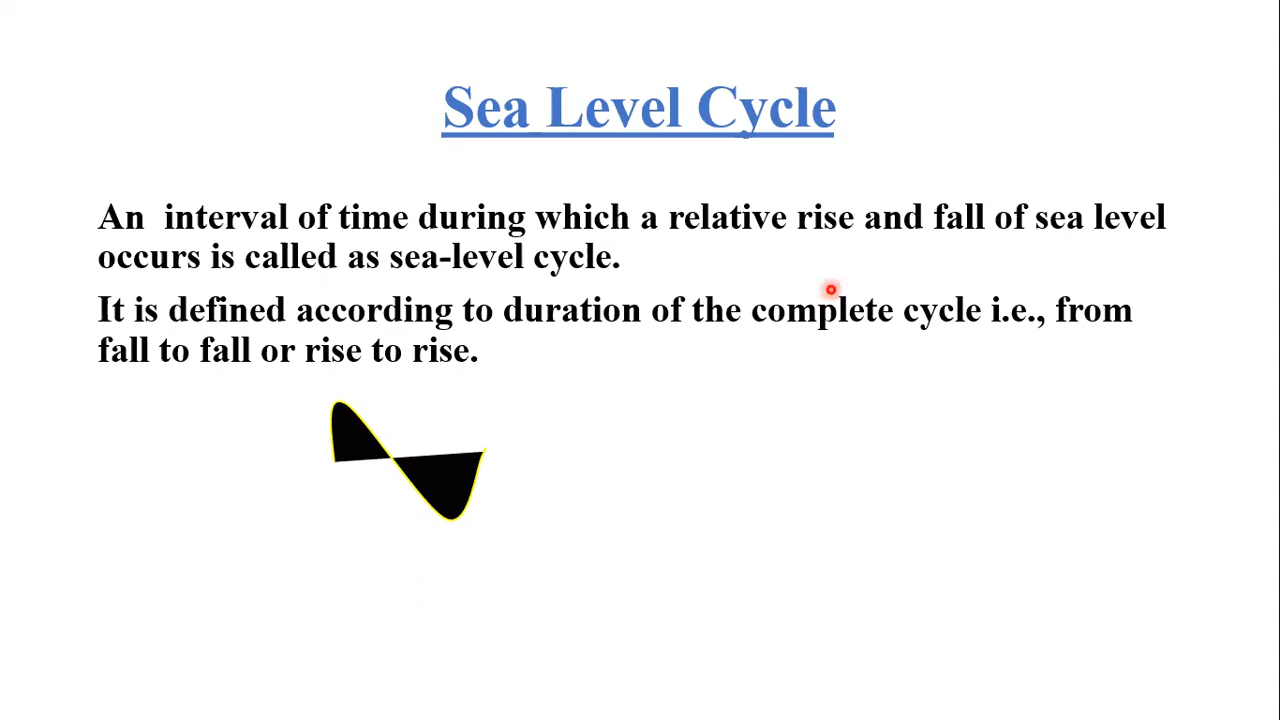 Sea Level Cycle
An  interval of time during which a relative rise and fall of sea level
occurs is called as sea-level cycle.
It is defined according to duration of the complete cycle i.e., from
fall to fall or rise to rise.